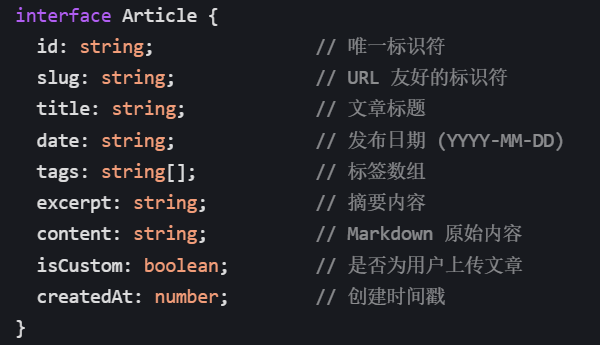 interface Article {
id: string; // 唯一标识符
slug: string; // URL 友好的标识符
title: string; // 文章标题
date: string; // 发布日期 (YYYY-MM-DD)
tags: string[]; // 标签数组
excerpt: string; // 摘要内容
content: string; // Markdown 原始内容
isCustom: boolean; // 是否为用户上传文章
createdAt: number; // 创建时间戳
}